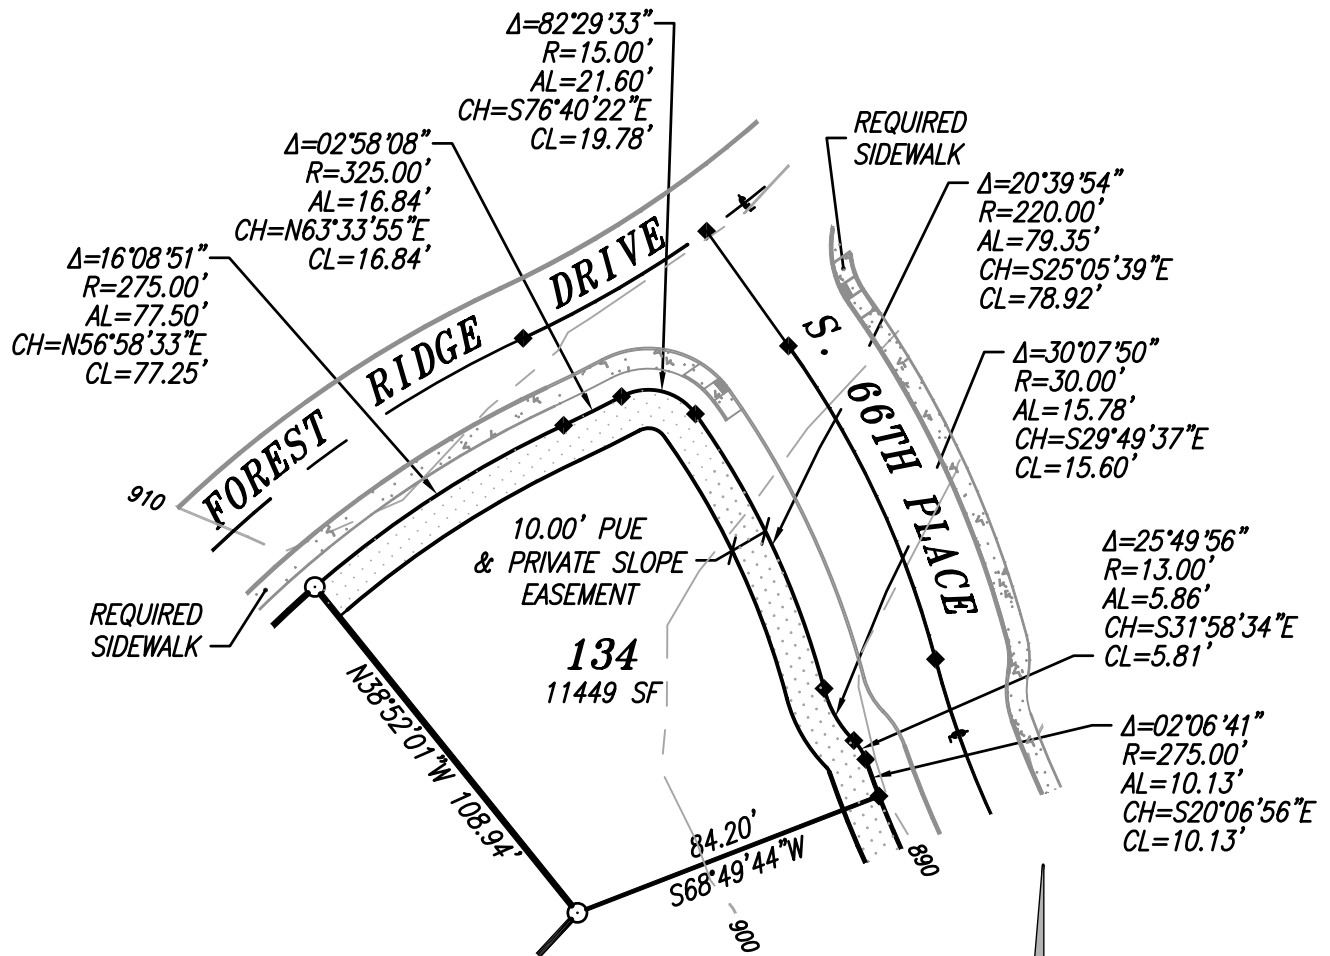 Δ=82°29'33"
R=15.00'
AL=21.60'
CH=S76°40'22"E
CL=19.78'
Δ=02°58'08"
R=325.00'
AL=16.84'
CH=N63°33'55"E
CL=16.84'
Δ=16°08'51"
R=275.00'
AL=77.50'
CH=N56°58'33"E
CL=77.25'
REQUIRED
SIDEWALK
Δ=20°39'54"
R=220.00'
AL=79.35'
CH=S25°05'39"E
CL=78.92'
Δ=30°07'50"
R=30.00'
AL=15.78'
CH=S29°49'37"E
CL=15.60'
FOREST RIDGE DRIVE
S. 66TH PLACE
910
10.00' PUE
& PRIVATE SLOPE
EASEMENT
Δ=25°49'56"
R=13.00'
AL=5.86'
CH=S31°58'34"E
CL=5.81'
REQUIRED
SIDEWALK
134
11449 SF
N38°52'01"W 108.94'
Δ=02°06'41"
R=275.00'
AL=10.13'
CH=S20°06'56"E
CL=10.13'
84.20'
S68°49'44"W
890
900